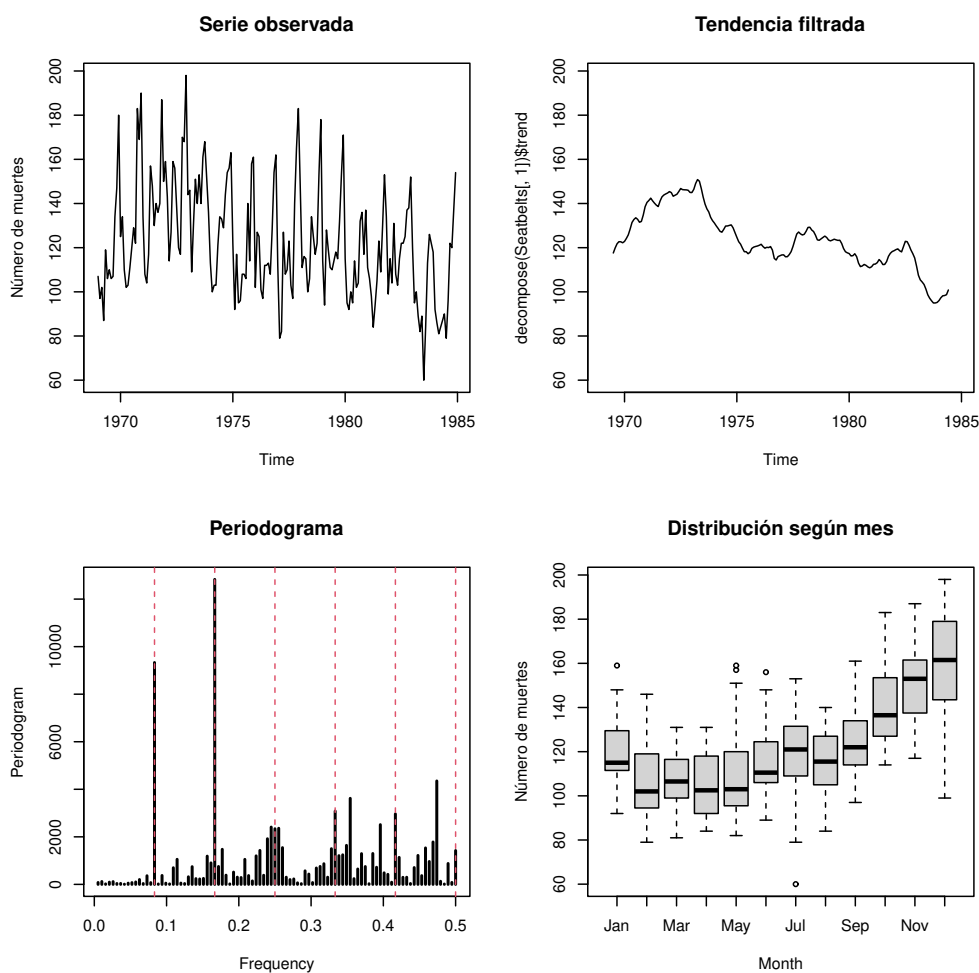 Serie observada
Número de muertes
200
180
160
140
120
100
80
60
1970
1975
1980
1985
Time
Tendencia filtrada
decompose(Seatbelts[, 1])$trend
200
180
160
140
120
100
80
60
1970
1975
1980
1985
Time
Periodograma
Periodogram
10000
6000
2000
0
0.0
0.1
0.2
0.3
0.4
0.5
Frequency
Distribución según mes
Número de muertes
200
180
160
140
120
100
80
60
Jan
Mar
May
Jul
Sep
Nov
Month